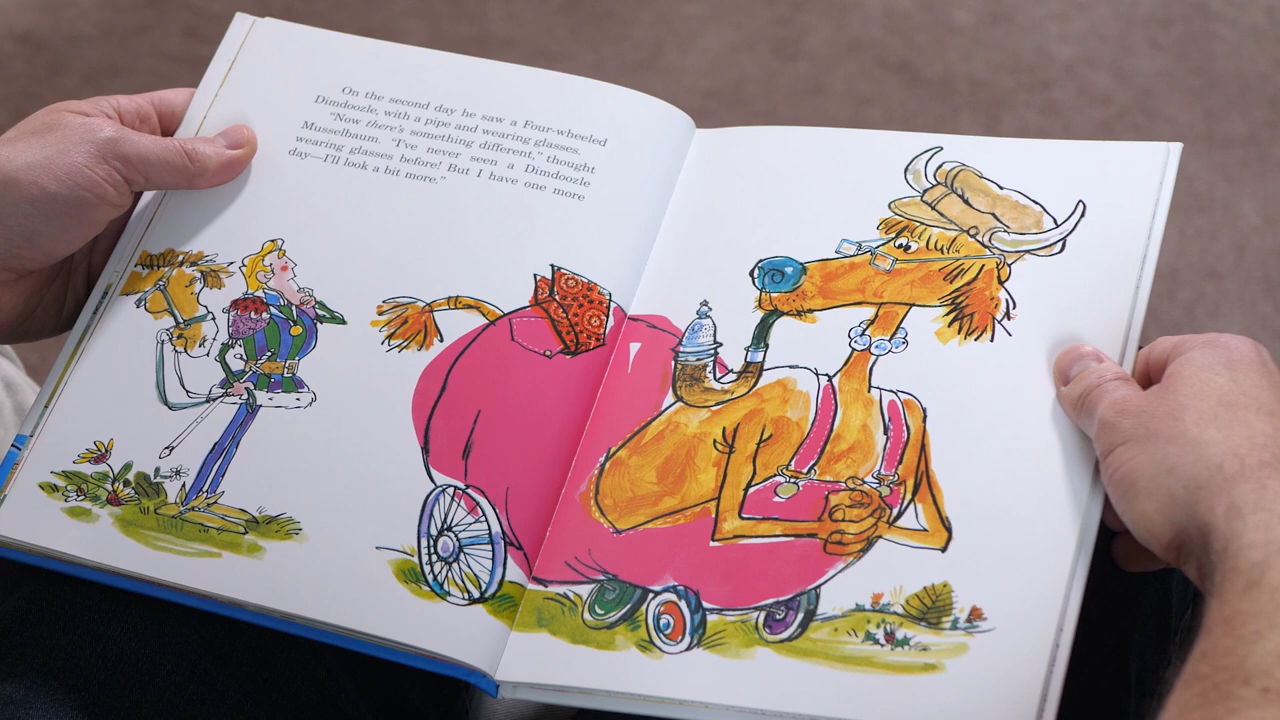 On the second day he saw a Four-wheeled
Dimdoozle, with a pipe and wearing glasses.
"Now there's something different," thought
Musselbaum. "I've never seen a Dimdoozle
wearing glasses before! But I have one more
day—I'll look a bit more."